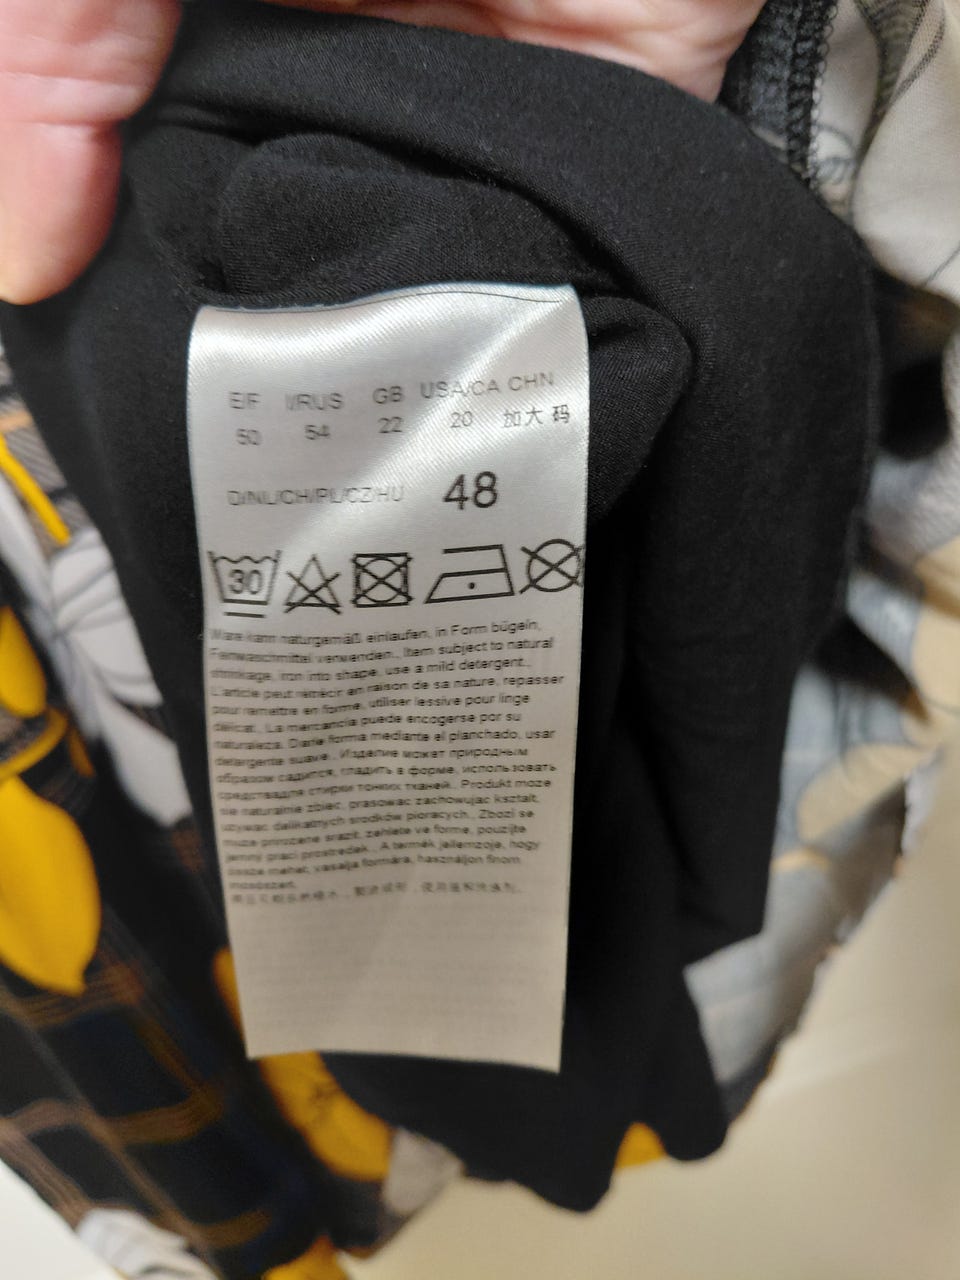 E/F I/RUS GB USA/CA CHN
50 54 22 20 加大码
D/NL/CH/PL/CZ/HU 48
30
Ware kann naturgemäß einlaufen, in Form bügeln,
Feinwaschmittel verwenden., Item subject to natural
shrinkage, iron into shape, use a mild detergent.,
L'article peut rétrécir en raison de sa nature, repasser
pour remettre en forme, utiliser lessive pour linge
délicat., La mercancía puede encogerse por su
naturaleza. Darle forma mediante el planchado, usar
detergente suave., Изделие может природным
образом садится, гладить в форме, использовать
средствадля стирки тонких тканей., Produkt może
się naturalnie zbiec, prasować zachowując kształt,
używać delikatnych środków piorących., Zboží se
může přirozeně srazit, žehlete ve formě, použijte
jemný prací prostředek., A termék jellemzője, hogy
össze mehet, vasalja formára, használjon finom
mosószert.